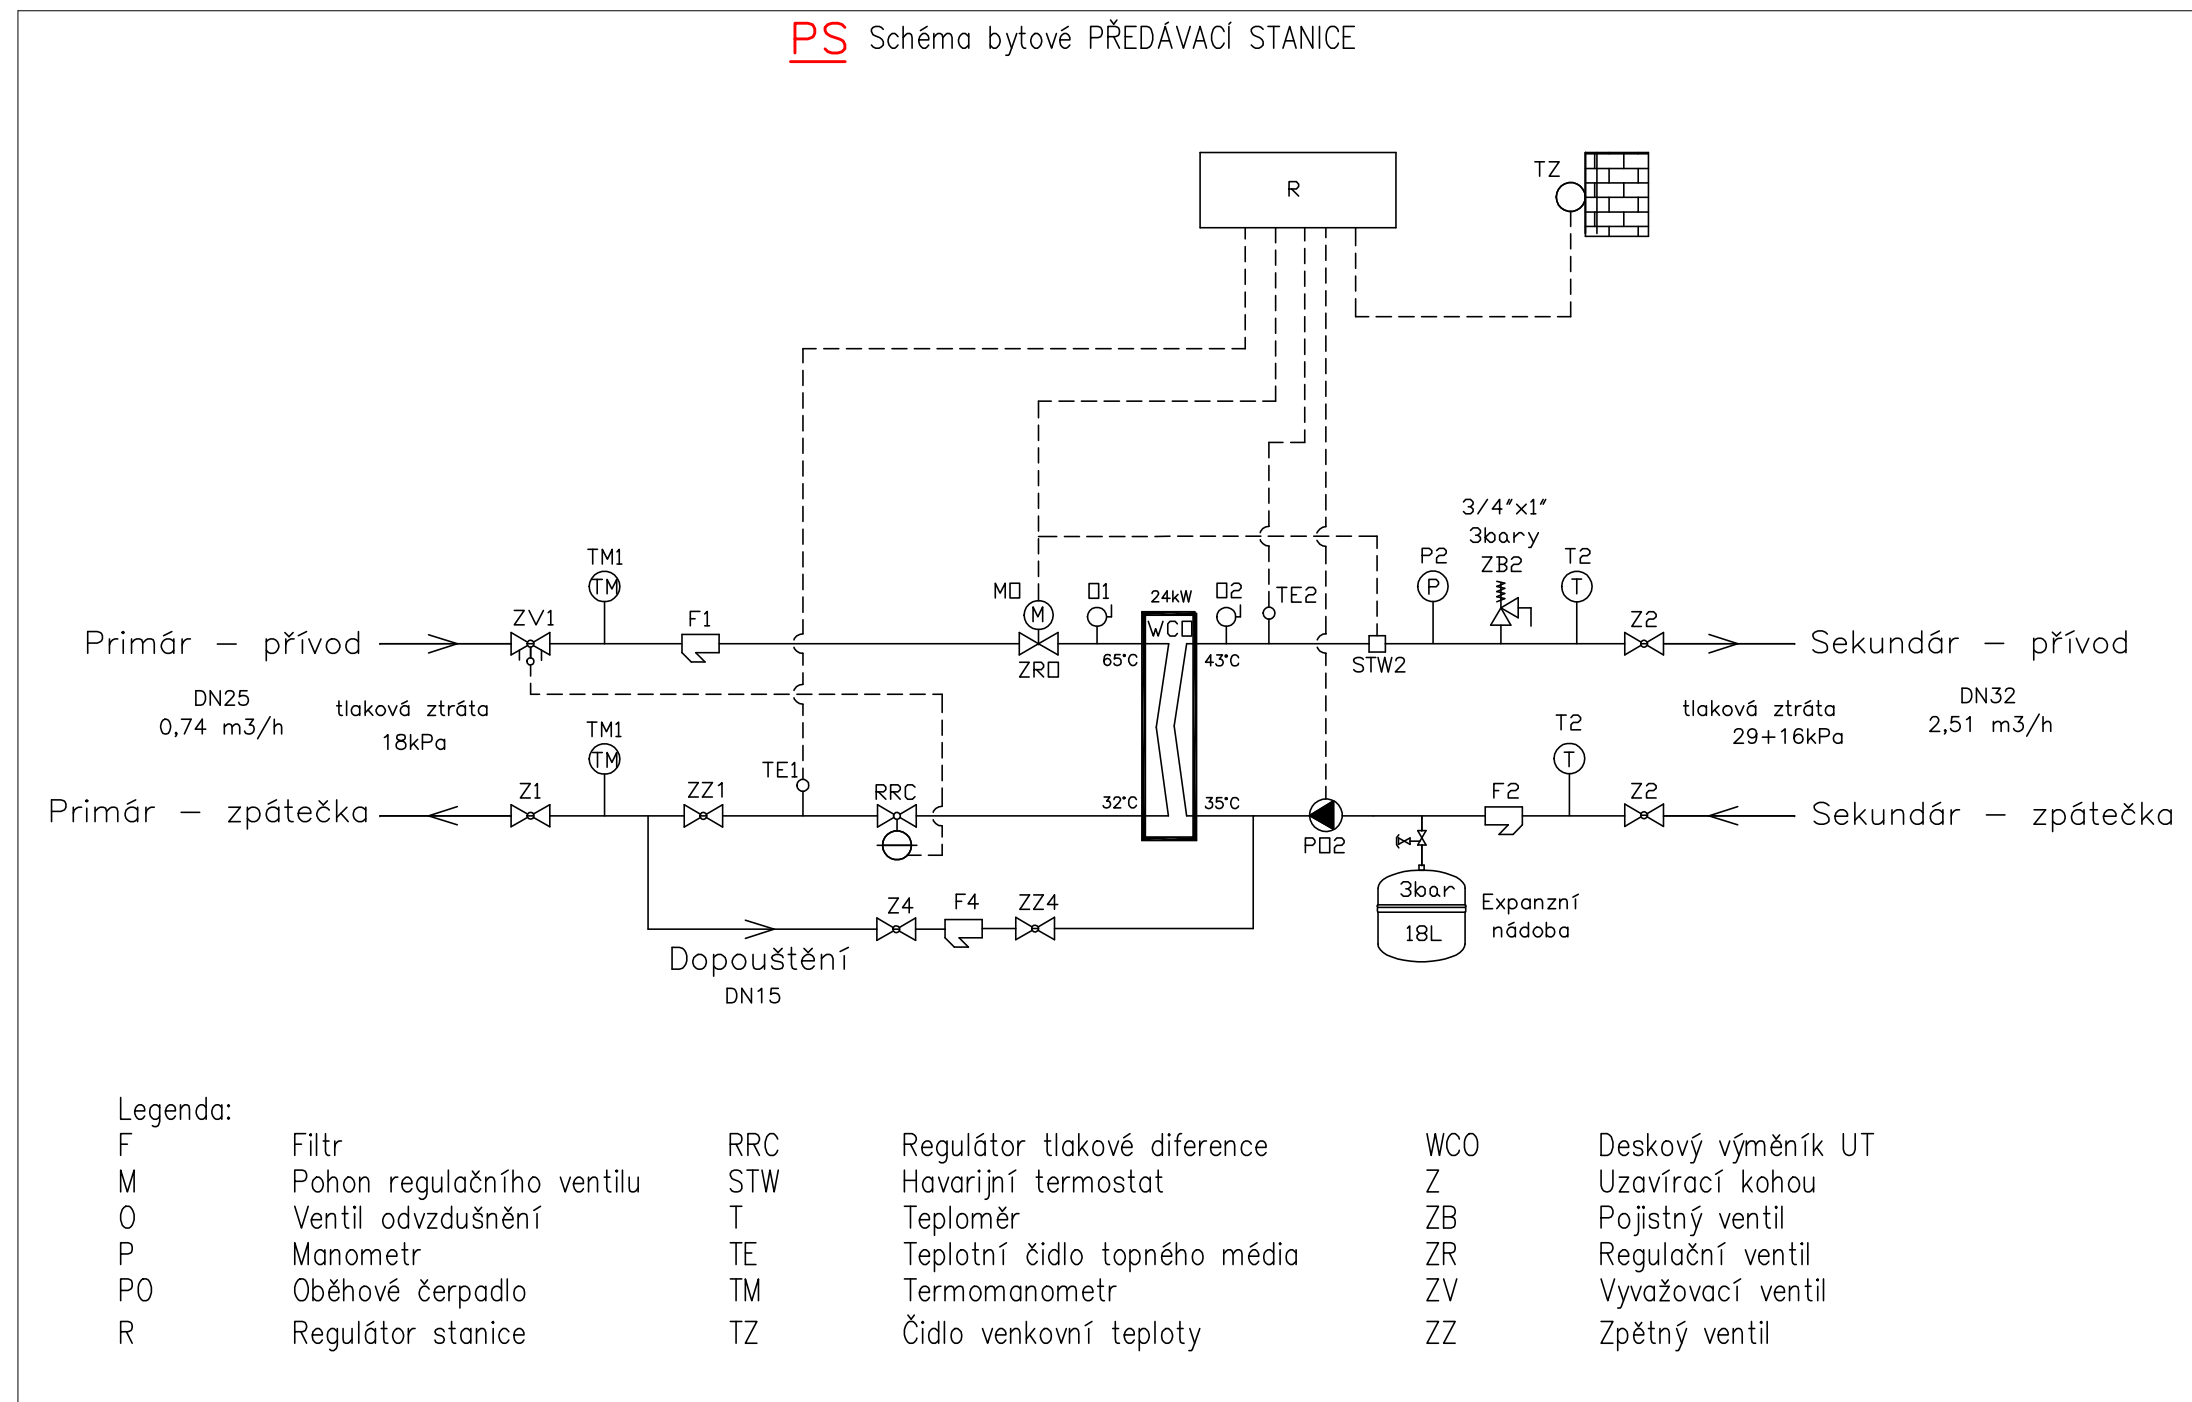 PS Schéma bytové PŘEDÁVACÍ STANICE
R
TZ
3/4"x1"
3bary
ZB2
TM1
TM
ZV1
F1
MO
M
ZRO
O1
24kW
WCO
O2
TE2
STW2
P2
P
T2
T
Z2
Primár – přívod
65°C
43°C
Sekundár – přívod
DN25
0,74 m3/h
tlaková ztráta
18kPa
tlaková ztráta
29+16kPa
DN32
2,51 m3/h
TM1
TM
Z1
ZZ1
TE1
RRC
32°C
35°C
PO2
F2
T2
T
Z2
Primár – zpátečka
Sekundár – zpátečka
Z4
F4
ZZ4
Dopouštění
DN15
3bar
18L
Expanzní
nádoba
Legenda:
F Filtr RRC Regulátor tlakové diference WCO Deskový výměník UT
M Pohon regulačního ventilu STW Havarijní termostat Z Uzavírací kohou
O Ventil odvzdušnění T Teploměr ZB Pojistný ventil
P Manometr TE Teplotní čidlo topného média ZR Regulační ventil
PO Oběhové čerpadlo TM Termomanometr ZV Vyvažovací ventil
R Regulátor stanice TZ Čidlo venkovní teploty ZZ Zpětný ventil